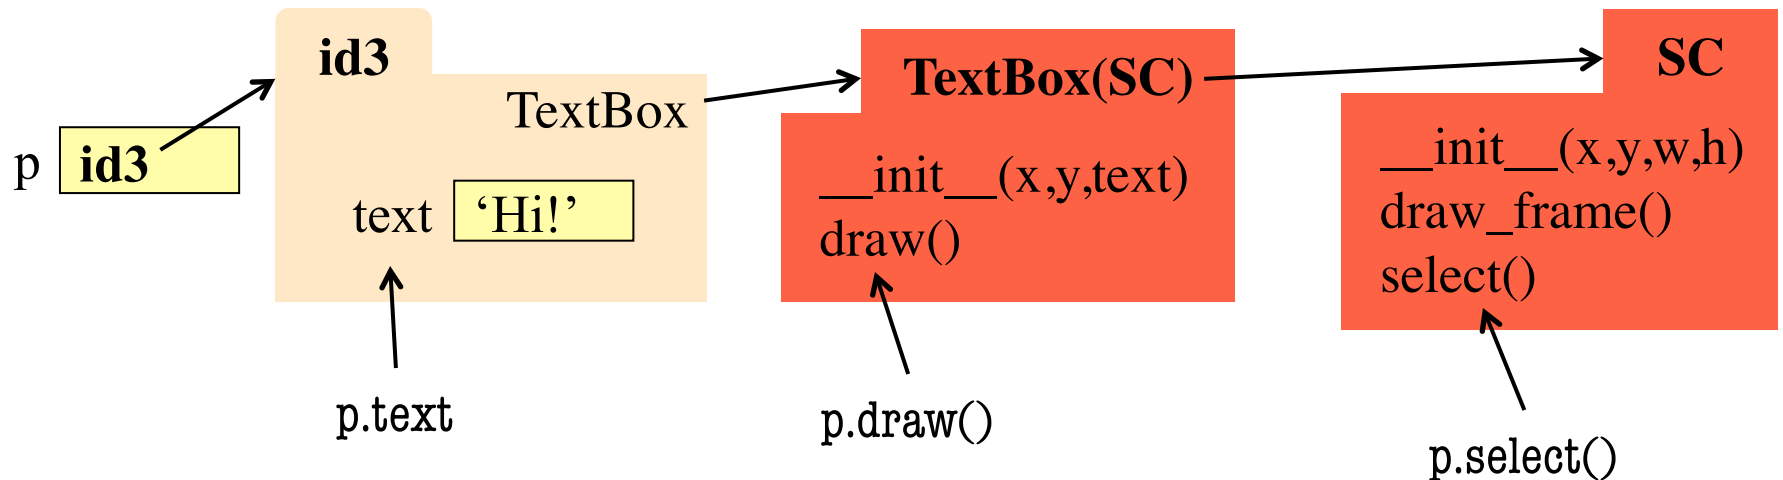 p
id3
id3
TextBox
text
‘Hi!’
TextBox(SC)
__init__(x,y,text)
draw()
SC
__init__(x,y,w,h)
draw_frame()
select()
p.text
p.draw()
p.select()